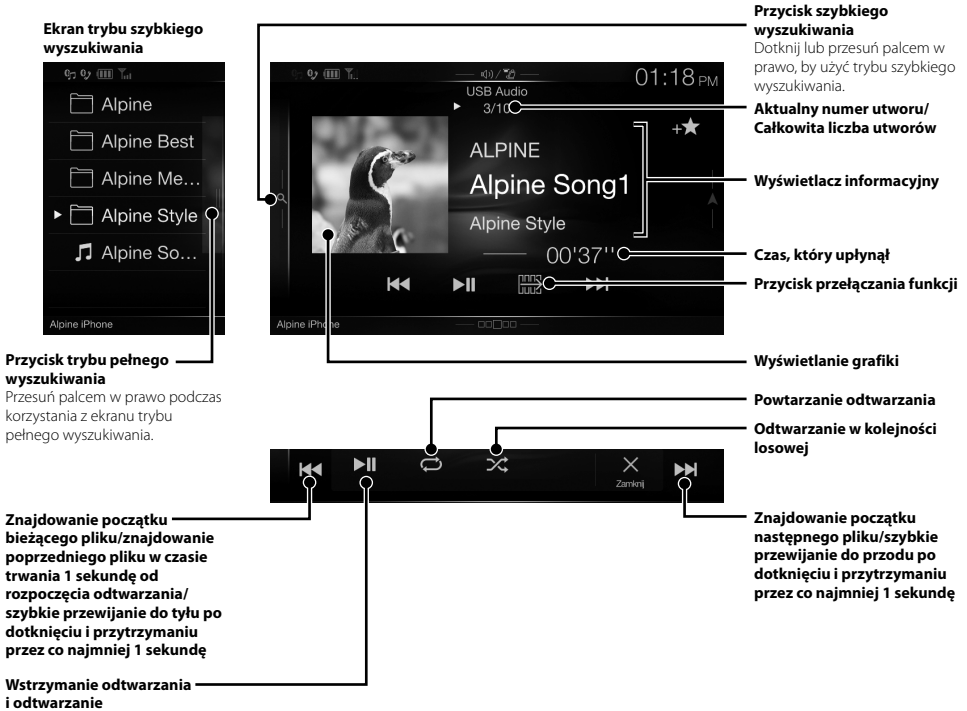 Ekran trybu szybkiego
wyszukiwania
Alpine
Alpine Best
Alpine Me...
Alpine Style
Alpine So...
Alpine iPhone
Przycisk trybu pełnego
wyszukiwania
Przesuń palcem w prawo podczas
korzystania z ekranu trybu
pełnego wyszukiwania.
01:18 PM
USB Audio
3/10
ALPINE
Alpine Song1
Alpine Style
00'37''
Alpine iPhone
Przycisk szybkiego
wyszukiwania
Dotknij lub przesuń palcem w
prawo, by użyć trybu szybkiego
wyszukiwania.
Aktualny numer utworu/
Całkowita liczba utworów
Wyświetlacz informacyjny
Czas, który upłynął
Przycisk przełączania funkcji
Wyświetlanie grafiki
Powtarzanie odtwarzania
Odtwarzanie w kolejności
losowej
Zamknij
Znajdowanie początku
bieżącego pliku/znajdowanie
poprzedniego pliku w czasie
trwania 1 sekundę od
rozpoczęcia odtwarzania/
szybkie przewijanie do tyłu po
dotknięciu i przytrzymaniu
przez co najmniej 1 sekundę
Wstrzymanie odtwarzania
i odtwarzanie
Znajdowanie początku
następnego pliku/szybkie
przewijanie do przodu po
dotknięciu i przytrzymaniu
przez co najmniej 1 sekundę